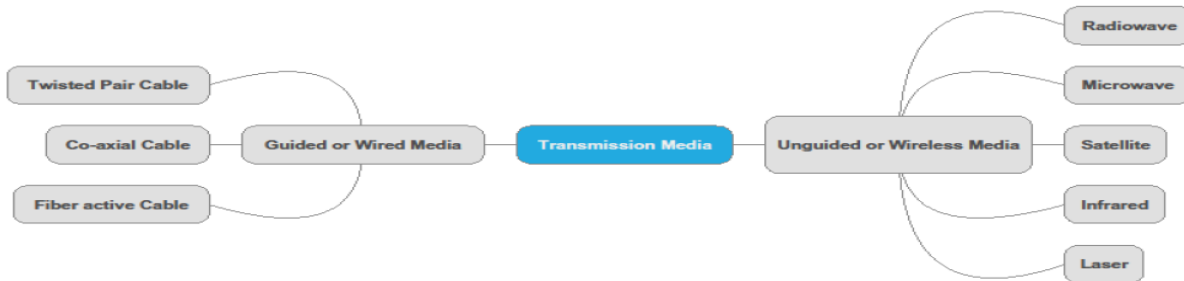 Radiowave
Twisted Pair Cable
Microwave
Co-axial Cable
Guided or Wired Media
Transmission Media
Unguided or Wireless Media
Satellite
Fiber active Cable
Infrared
Laser